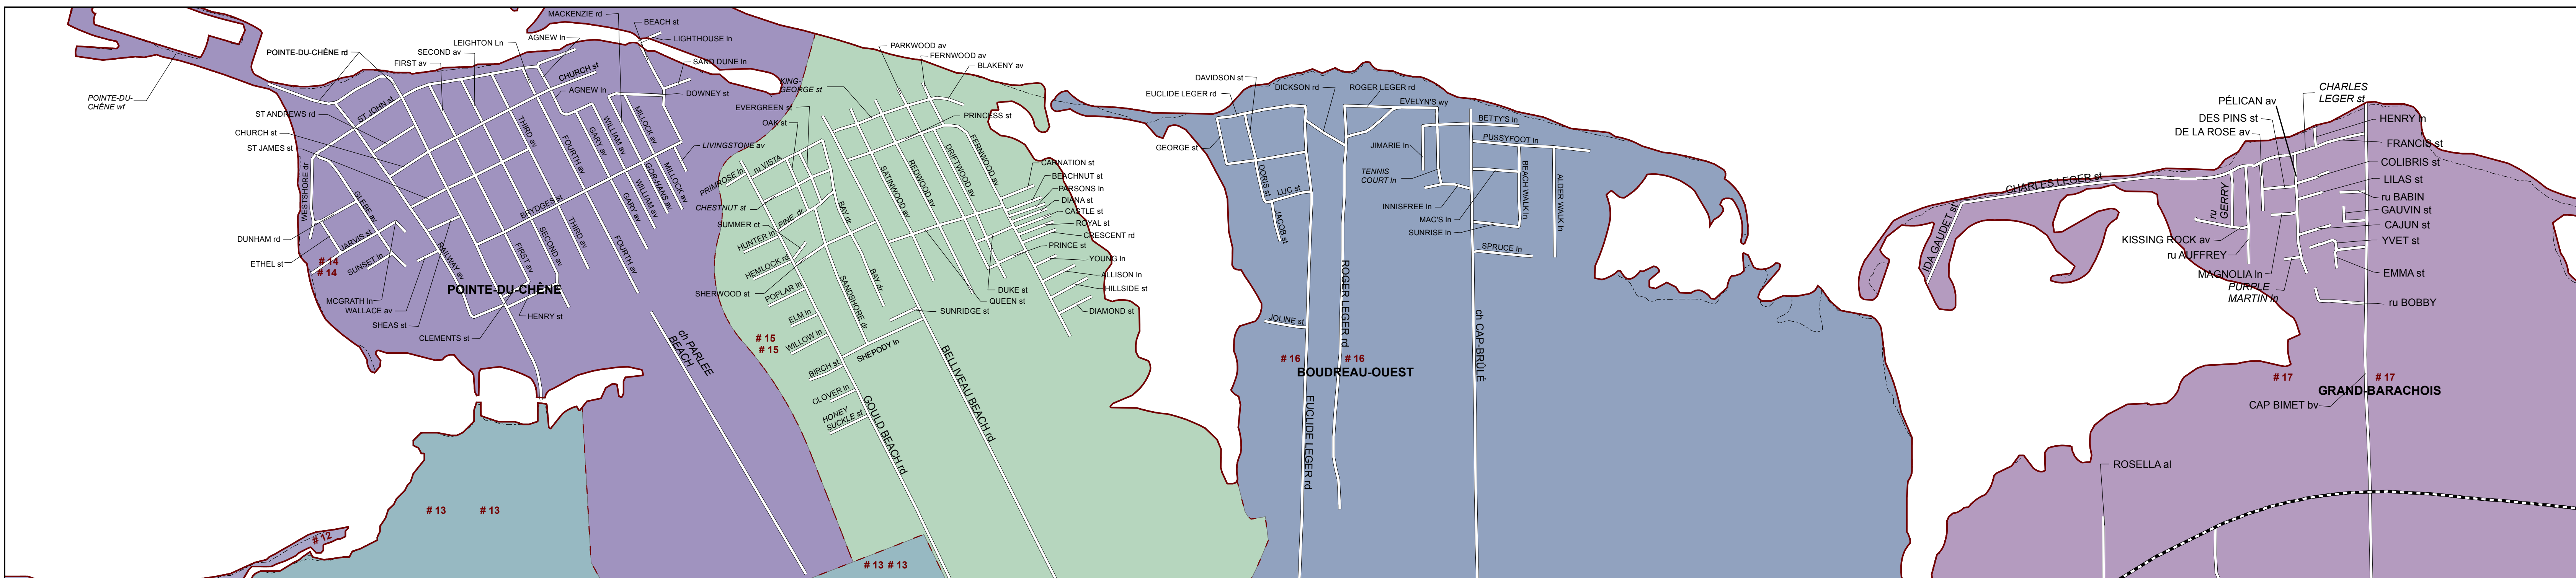 MACKENZIE rd
BEACH st
LIGHTHOUSE ln
AGNEW ln
LEIGHTON Ln
SECOND av
FIRST av
POINTE-DU-CHÊNE rd
SAND DUNE ln
DOWNEY st
CHURCH st
AGNEW ln
POINTE-DU-
CHÊNE wf
ST JOHN st
ST ANDREWS rd
CHURCH st
ST JAMES st
WESTSHORE dr
GLEBE av
THIRD av
FOURTH av
GARY av
WILLIAM av
MILLOCK av
LIVINGSTONE av
GORHAN'S av
MILLOCK av
WILLIAM av
GARY av
BRYDGES st
DUNHAM rd
ETHEL st
JARVIS st
SUNSET ln
# 14
# 14
RAILWAY av
FIRST av
SECOND av
THIRD av
FOURTH av
POINTE-DU-CHÊNE
MCGRATH ln
WALLACE av
SHEAS st
CLEMENTS st
HENRY st
ch PARLEE
BEACH
# 13
# 13
# 12
PARKWOOD av
FERNWOOD av
BLAKENY av
KING-
GEORGE st
EVERGREEN st
OAK st
PRINCESS st
ru VISTA
PRIMROSE ln
CHESTNUT st
SUMMER ct
PINE dr
HUNTER ln
HEMLOCK rd
SHERWOOD st
POPLAR ln
ELM ln
WILLOW ln
BIRCH st
CLOVER ln
HONEY
SUCKLE st
BAY dr
BAY dr
SANDSHORE dr
SATINWOOD av
REDWOOD av
DRIFTWOOD av
FERNWOOD av
CARNATION st
BEACHNUT st
PARSONS ln
DIANA st
CASTLE st
ROYAL st
CRESCENT rd
PRINCE st
YOUNG ln
ALLISON ln
HILLSIDE st
DIAMOND st
DUKE st
QUEEN st
SUNRIDGE st
SHEPODY ln
# 15
# 15
GOULD BEACH rd
BELLIVEAU BEACH rd
# 13 # 13
DAVIDSON st
EUCLIDE LEGER rd
DICKSON rd
ROGER LEGER rd
EVELYN'S wy
BETTY'S ln
PUSSYFOOT ln
GEORGE st
JIMARIE ln
TENNIS
COURT ln
DORIS st
LUC st
JACOB st
INNISFREE ln
MAC'S ln
SUNRISE ln
SPRUCE ln
BEACH WALK ln
ALDER WALK ln
JOLINE st
ROGER LEGER rd
ch CAP-BRÛLÉ
# 16
# 16
BOUDREAU-OUEST
EUCLIDE LEGER rd
CHARLES
LEGER st
PÉLICAN av
DES PINS st
DE LA ROSE av
HENRY ln
FRANCIS st
COLIBRIS st
LILAS st
ru BABIN
GAUVIN st
CAJUN st
YVET st
EMMA st
ru BOBBY
CHARLES LEGER st
IDA GAUDET st
ru
GERRY
KISSING ROCK av
ru AUFFREY
MAGNOLIA ln
PURPLE
MARTIN ln
# 17
# 17
GRAND-BARACHOIS
CAP BIMET bv
ROSELLA al